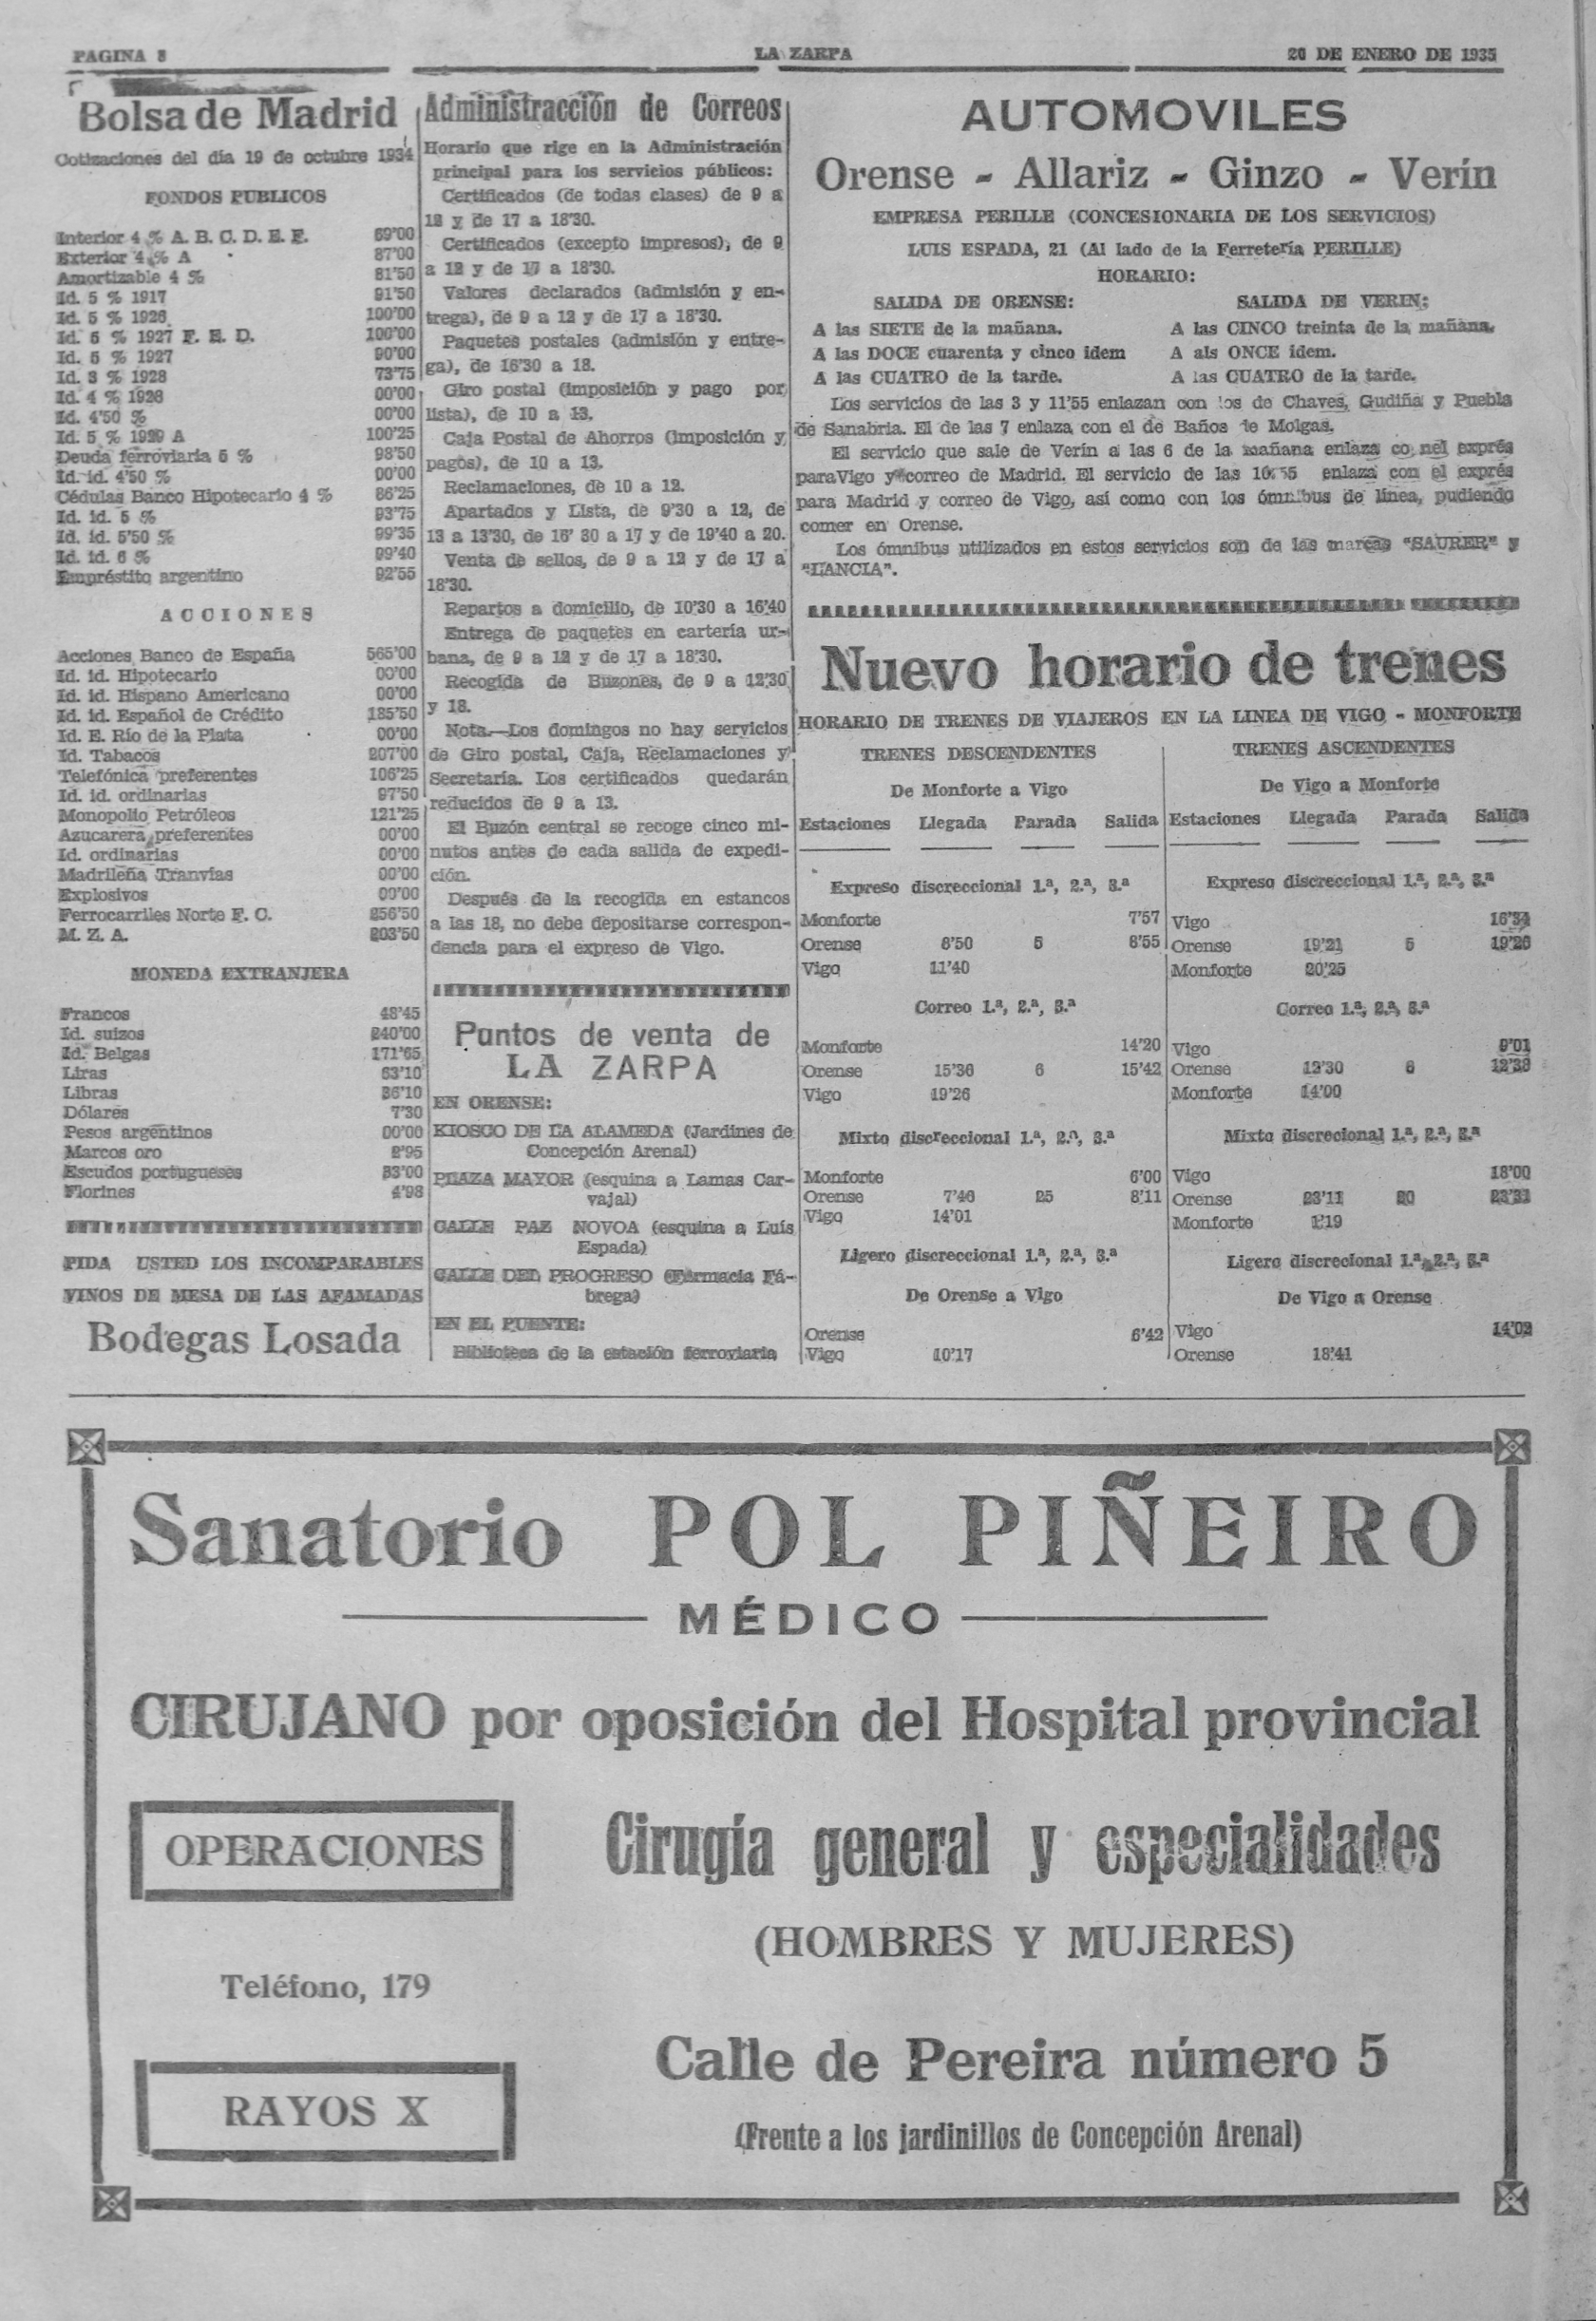 PAGINA 8
LA ZARPA
20 DE ENERO DE 1935
Bolsa de Madrid
Cotizaciones del día 19 de octubre 1934
FONDOS PUBLICOS
Interior 4 % A. B. C. D. E. F. 69'00
Exterior 4 % A 87'00
Amortizable 4 % 81'50
Id. 5 % 1917 91'50
Id. 5 % 1926 100'00
Id. 5 % 1927 F. E. D. 100'00
Id. 5 % 1927 90'00
Id. 3 % 1928 73'75
Id. 4 % 1926 00'00
Id. 4'50 % 00'00
Id. 5 % 1929 A 100'25
Deuda ferroviaria 5 % 98'50
Id. id. 4'50 % 00'00
Cédulas Banco Hipotecario 4 % 86'25
Id. id. 5 % 93'75
Id. id. 5'50 % 99'35
Id. id. 6 % 99'40
Empréstito argentino 92'55
ACCIONES
Acciones Banco de España 565'00
Id. id. Hipotecario 00'00
Id. id. Hispano Americano 00'00
Id. id. Español de Crédito 185'50
Id. E. Río de la Plata 00'00
Id. Tabacos 207'00
Telefónica preferentes 106'25
Id. id. ordinarias 97'50
Monopolio Petróleos 121'25
Azucarera preferentes 00'00
Id. ordinarias 00'00
Madrileña Tranvías 00'00
Explosivos 00'00
Ferrocarriles Norte F. C. 256'50
M. Z. A. 203'50
MONEDA EXTRANJERA
Francos 48'45
Id. suizos 240'00
Id. Belgas 171'65
Liras 63'10
Libras 36'10
Dólares 7'30
Pesos argentinos 00'00
Marcos oro 2'95
Escudos portugueses 33'00
Florines 4'98
PIDA USTED LOS INCOMPARABLES
VINOS DE MESA DE LAS AFAMADAS
Bodegas Losada
Administracción de Correos
Horario que rige en la Administración
principal para los servicios públicos:
Certificados (de todas clases) de 9 a
12 y de 17 a 18'30.
Certificados (excepto impresos), de 9
a 12 y de 17 a 18'30.
Valores declarados (admisión y en-
trega), de 9 a 12 y de 17 a 18'30.
Paquetes postales (admisión y entre-
ga), de 16'30 a 18.
Giro postal (imposición y pago por
lista), de 10 a 13.
Caja Postal de Ahorros (imposición y
pagos), de 10 a 13.
Reclamaciones, de 10 a 12.
Apartados y Lista, de 9'30 a 12, de
13 a 13'30, de 16' 30 a 17 y de 19'40 a 20.
Venta de sellos, de 9 a 12 y de 17 a
18'30.
Repartos a domicilio, de 10'30 a 16'40
Entrega de paquetes en cartería ur-
bana, de 9 a 12 y de 17 a 18'30.
Recogida de Buzones, de 9 a 12'30
y 18.
Nota.—Los domingos no hay servicios
de Giro postal, Caja, Reclamaciones y
Secretaría. Los certificados quedarán
reducidos de 9 a 13.
El Buzón central se recoge cinco mi-
nutos antes de cada salida de expedi-
ción.
Después de la recogida en estancos
a las 18, no debe depositarse correspon-
dencia para el expreso de Vigo.
Puntos de venta de
LA ZARPA
EN ORENSE:
KIOSCO DE LA ALAMEDA (Jardines de
Concepción Arenal)
PLAZA MAYOR (esquina a Lamas Car-
vajal)
CALLE PAZ NOVOA (esquina a Luis
Espada)
CALLE DEL PROGRESO (Farmacia Fá-
brega)
EN EL PUENTE:
Biblioteca de la estación ferroviaria
AUTOMOVILES
Orense - Allariz - Ginzo - Verín
EMPRESA PERILLE (CONCESIONARIA DE LOS SERVICIOS)
LUIS ESPADA, 21 (Al lado de la Ferretería PERILLE)
HORARIO:
SALIDA DE ORENSE: SALIDA DE VERIN:
A las SIETE de la mañana. A las CINCO treinta de la mañana.
A las DOCE cuarenta y cinco idem A als ONCE idem.
A las CUATRO de la tarde. A las CUATRO de la tarde.
Los servicios de las 3 y 11'55 enlazan con los de Chaves, Gudiña y Puebla
de Sanabria. El de las 7 enlaza con el de Baños de Molgas.
El servicio que sale de Verín a las 6 de la mañana enlaza co nel exprés
paraVigo y correo de Madrid. El servicio de las 10'55 enlaza con el exprés
para Madrid y correo de Vigo, así como con los ómnibus de línea, pudiendo
comer en Orense.
Los ómnibus utilizados en estos servicios son de las marcas "SAURER" y
"LANCIA".
Nuevo horario de trenes
HORARIO DE TRENES DE VIAJEROS EN LA LINEA DE VIGO - MONFORTE
TRENES DESCENDENTES
De Monforte a Vigo
Estaciones Llegada Parada Salida
Expreso discreccional 1.ª, 2.ª, 3.ª
Monforte 7'57
Orense 8'50 5 8'55
Vigo 11'40
Correo 1.ª, 2.ª, 3.ª
Monforte 14'20
Orense 15'36 6 15'42
Vigo 19'26
Mixto discreccional 1.ª, 2.ª, 3.ª
Monforte 6'00
Orense 7'46 25 8'11
Vigo 14'01
Ligero discreccional 1.ª, 2.ª, 3.ª
De Orense a Vigo
Orense 6'42
Vigo 10'17
TRENES ASCENDENTES
De Vigo a Monforte
Estaciones Llegada Parada Salida
Expreso discreccional 1.ª, 2.ª, 3.ª
Vigo 16'34
Orense 19'21 5 19'26
Monforte 20'25
Correo 1.ª, 2.ª, 3.ª
Vigo 9'01
Orense 12'30
Monforte 14'00
Mixto discrecional 1.ª, 2.ª, 3.ª
Vigo 18'00
Orense 23'11 20 23'31
Monforte 1'19
Ligero discrecional 1.ª, 2.ª, 3.ª
De Vigo a Orense
Vigo 14'02
Orense 18'41
Sanatorio POL PIÑEIRO
MÉDICO
CIRUJANO por oposición del Hospital provincial
OPERACIONES
Cirugía general y especialidades
(HOMBRES Y MUJERES)
Teléfono, 179
Calle de Pereira número 5
RAYOS X
(Frente a los jardinillos de Concepción Arenal)